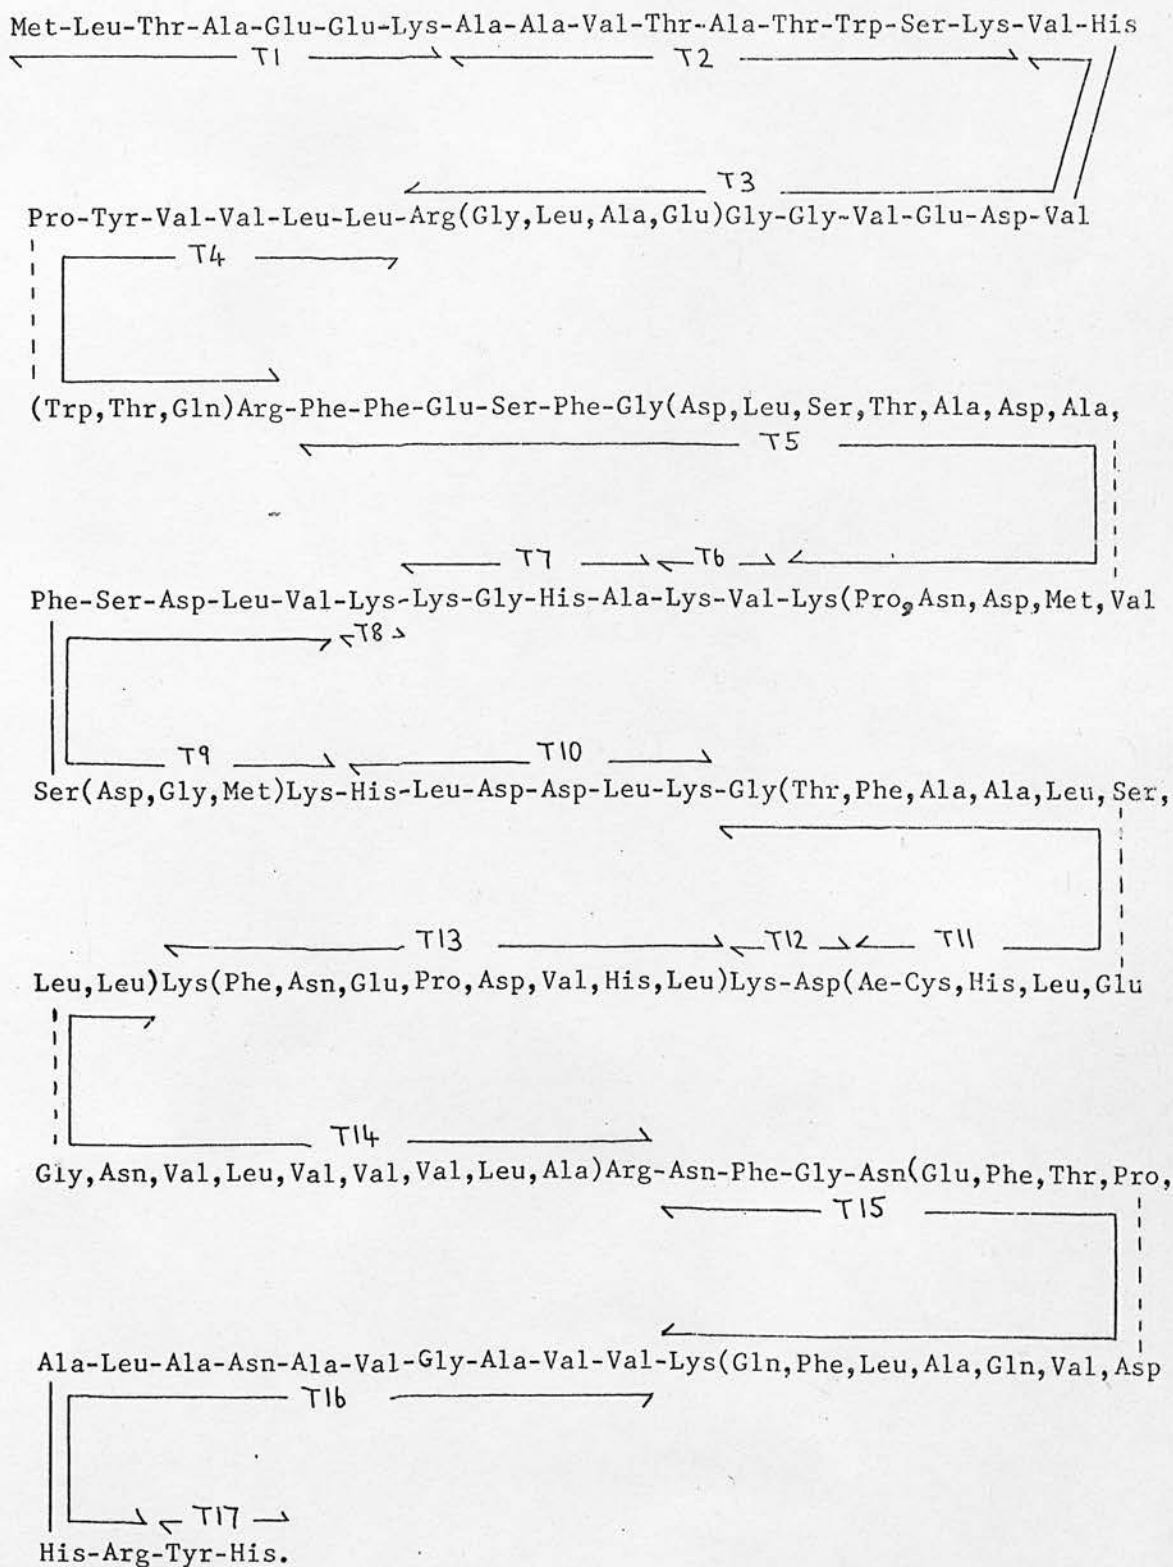 Met-Leu-Thr-Ala-Glu-Glu-Lys-Ala-Ala-Val-Thr-Ala-Thr-Trp-Ser-Lys-Val-His
T1 T2
T3
Pro-Tyr-Val-Val-Leu-Leu-Arg(Gly,Leu,Ala,Glu)Gly-Gly-Val-Glu-Asp-Val
T4
(Trp,Thr,Gln)Arg-Phe-Phe-Glu-Ser-Phe-Gly(Asp,Leu,Ser,Thr,Ala,Asp,Ala,
T5
T7 T6
Phe-Ser-Asp-Leu-Val-Lys-Lys-Gly-His-Ala-Lys-Val-Lys(Pro,Asn,Asp,Met,Val
T8
T9 T10
Ser(Asp,Gly,Met)Lys-His-Leu-Asp-Asp-Leu-Lys-Gly(Thr,Phe,Ala,Ala,Leu,Ser,
T13 T12 T11
Leu,Leu)Lys(Phe,Asn,Glu,Pro,Asp,Val,His,Leu)Lys-Asp(Ae-Cys,His,Leu,Glu
T14
Gly,Asn,Val,Leu,Val,Val,Val,Leu,Ala)Arg-Asn-Phe-Gly-Asn(Glu,Phe,Thr,Pro,
T15
Ala-Leu-Ala-Asn-Ala-Val-Gly-Ala-Val-Val-Lys(Gln,Phe,Leu,Ala,Gln,Val,Asp
T16
T17
His-Arg-Tyr-His.